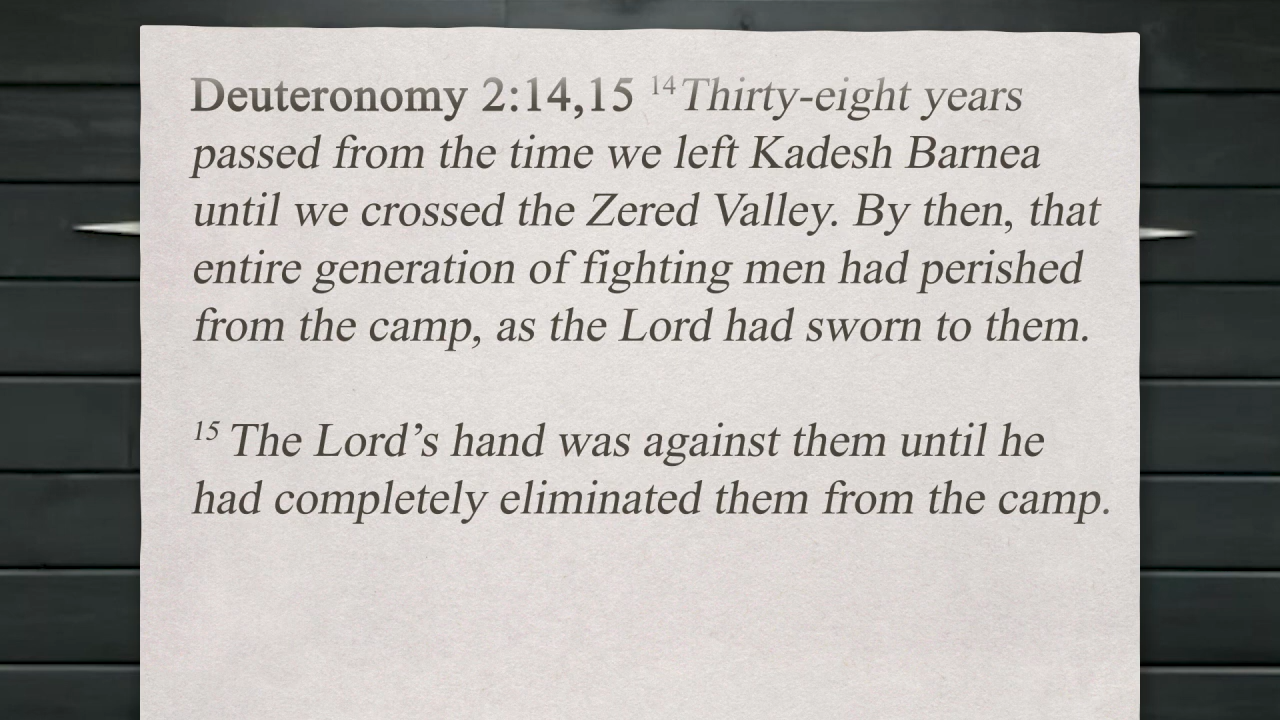 Deuteronomy 2:14,15 14 Thirty-eight years
passed from the time we left Kadesh Barnea
until we crossed the Zered Valley. By then, that
entire generation of fighting men had perished
from the camp, as the Lord had sworn to them.
15 The Lord’s hand was against them until he
had completely eliminated them from the camp.